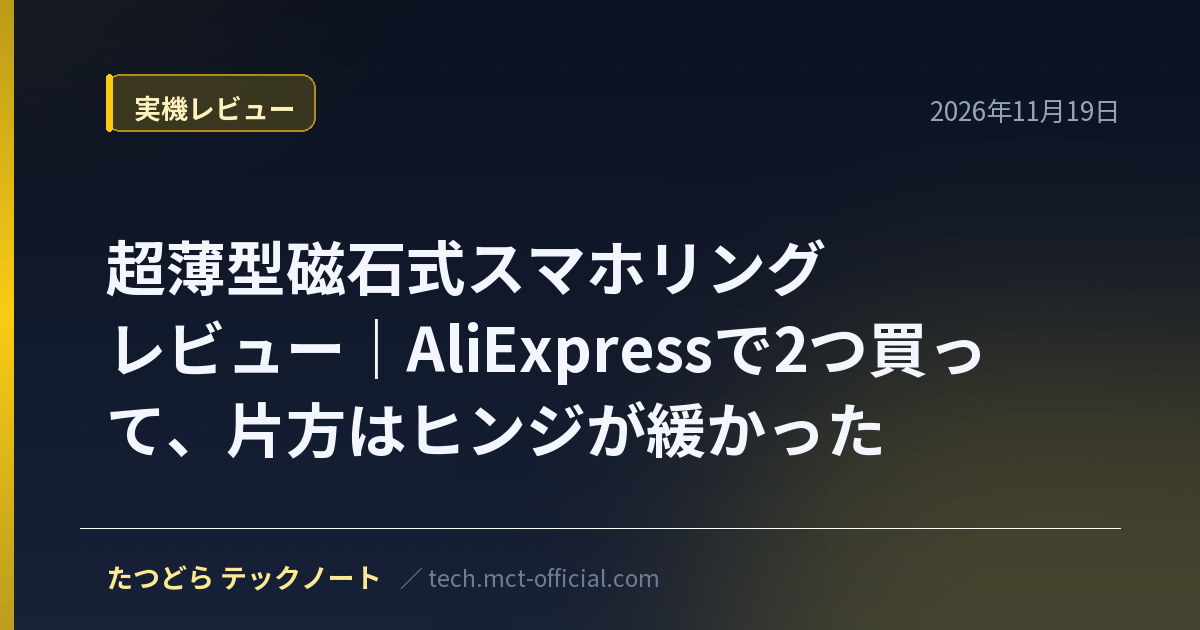 実機レビュー
2026年11月19日
超薄型磁石式スマホリング
レビュー｜AliExpressで2つ買っ
て、片方はヒンジが緩かった
たつどら テックノート ／ tech.mct-official.com